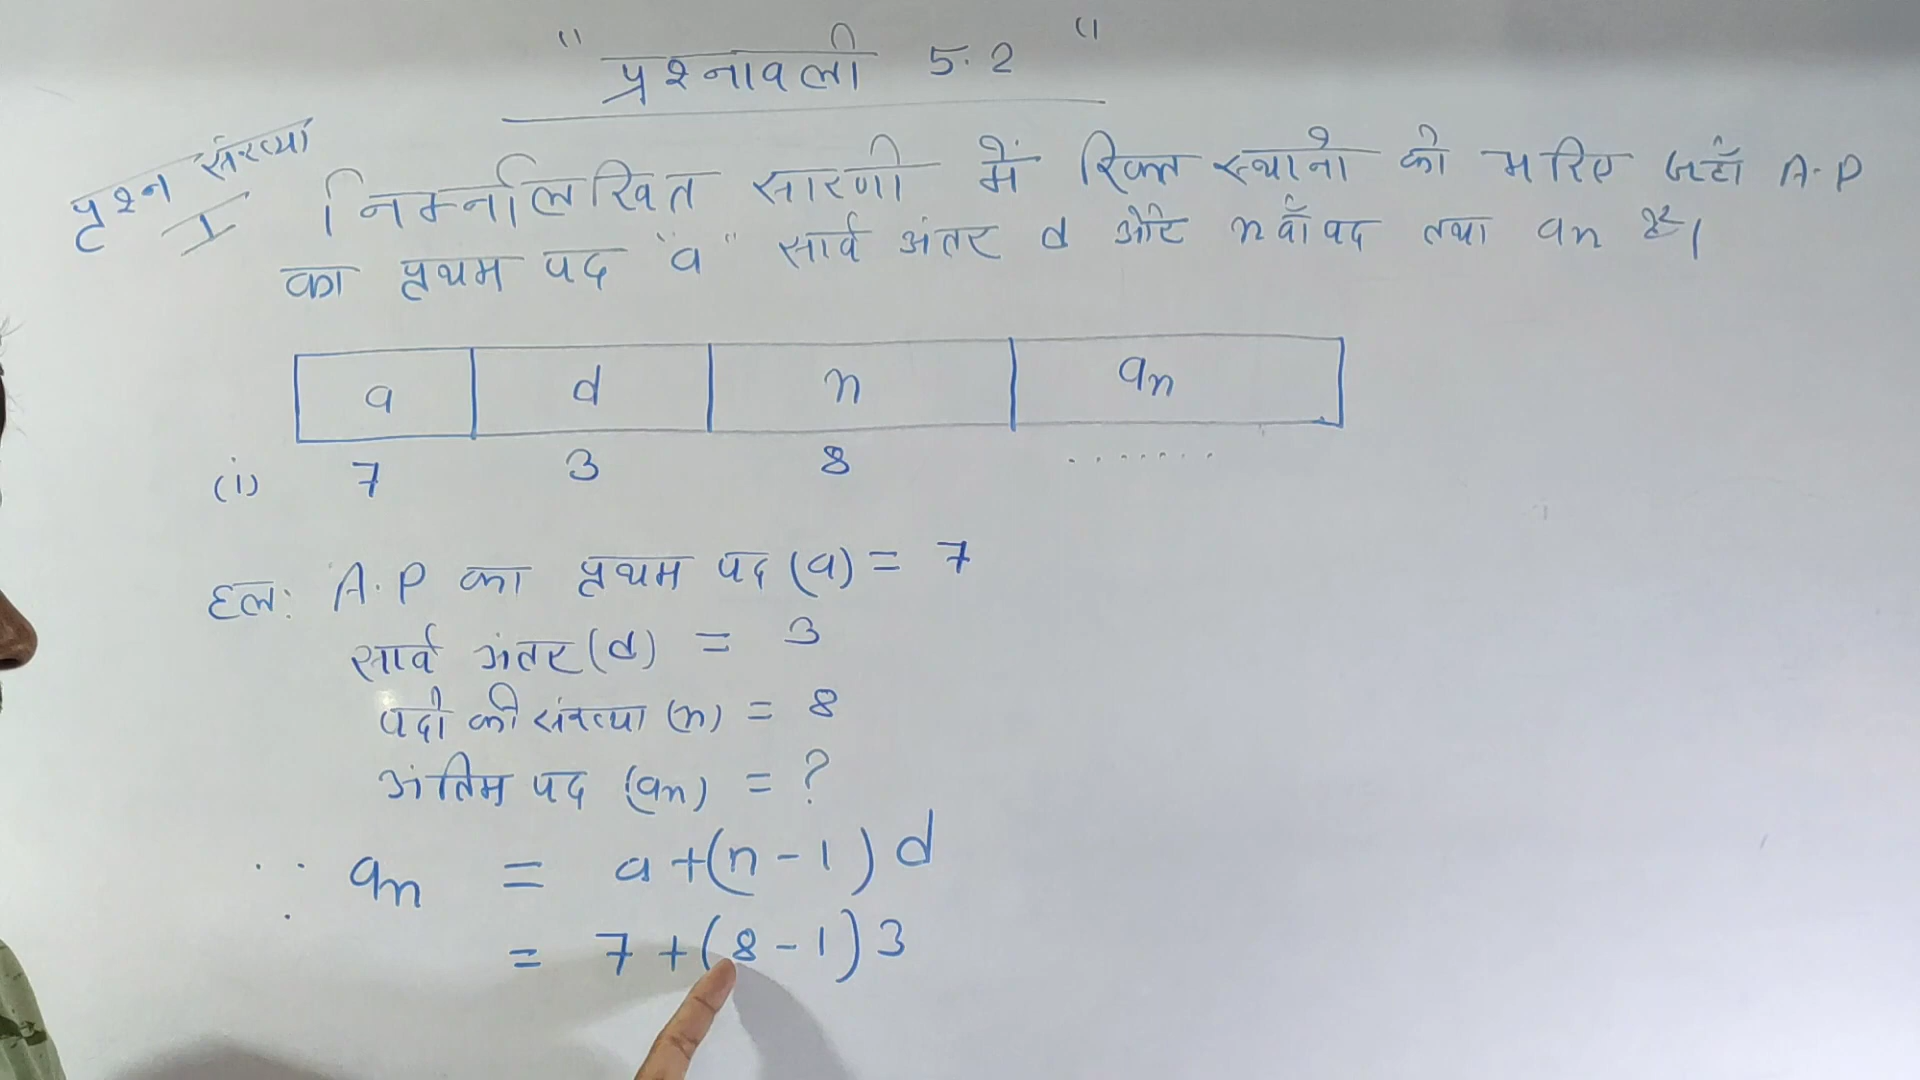 " प्रश्नावली 5.2 "
प्रश्न संख्या
I निम्नलिखित सारणी में रिक्त स्थानो को भरिए जहाँ A.P
का प्रथम पद "a" सार्व अंतर d और n वाँ पद तथा an है।
a d n an
(i) 7 3 8 .......
हल: A.P का प्रथम पद (a) = 7
सार्व अंतर (d) = 3
पदो की संख्या (n) = 8
अंतिम पद (an) = ?
∵ an = a+(n-1)d
= 7+(8-1)3